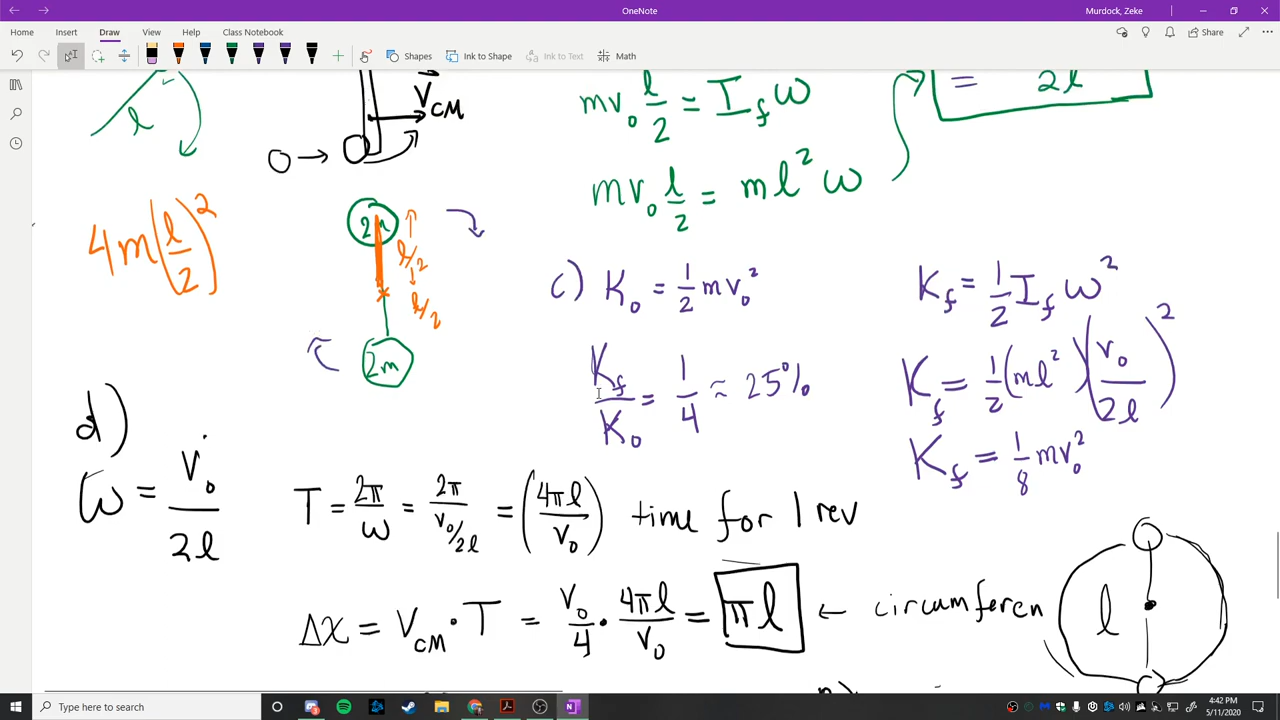 OneNote
Murdock, Zeke
Home Insert Draw View Help Class Notebook
Share
Shapes Ink to Shape Ink to Text Math
l
V_CM
O →
mv₀ l/2 = I_f ω
= 2l
mv₀ l/2 = ml² ω
4m(l/2)²
2m
l/2
l/2
2m
c) K₀ = 1/2 mv₀²
K_f = 1/2 I_f ω²
K_f/K₀ = 1/4 ≈ 25%
K_f = 1/2 (ml²)(v₀/2l)²
K_f = 1/8 mv₀²
d)
ω = v₀/2l
T = 2π/ω = 2π/(v₀/2l) = (4πl/v₀) time for 1 rev
Δx = V_CM · T = v₀/4 · 4πl/v₀ = πl ← circumferen
l
Type here to search
4:42 PM
5/11/2020